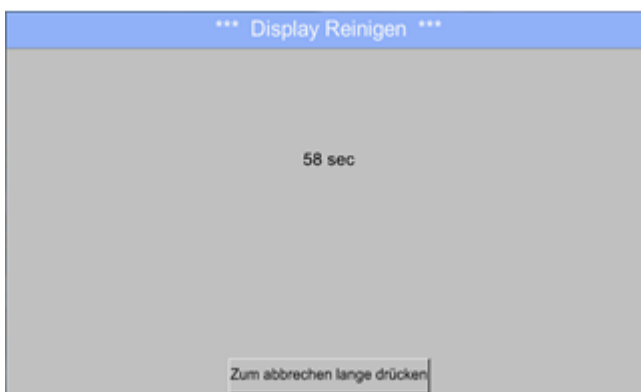 *** Display Reinigen ***
58 sec
Zum abbrechen lange drücken